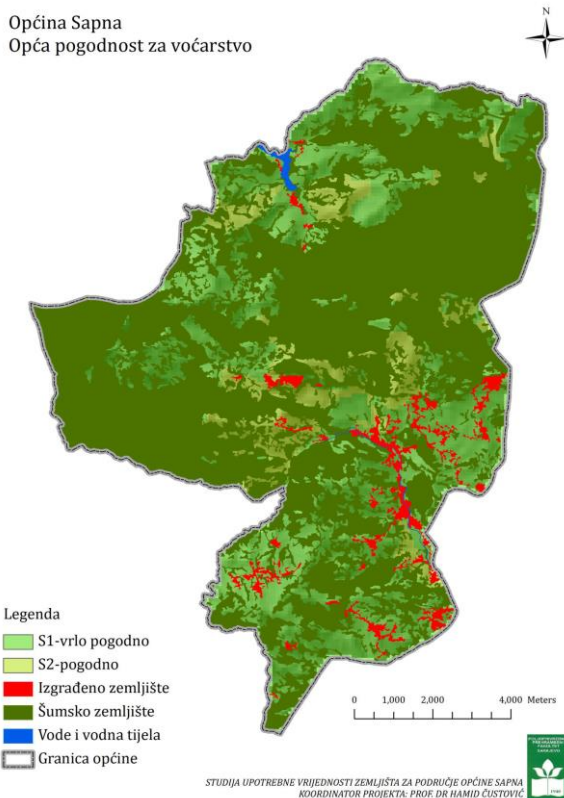 Općina Sapna
Opća pogodnost za voćarstvo
N
Legenda
S1-vrlo pogodno
S2-pogodno
Izgrađeno zemljište
Šumsko zemljište
Vode i vodna tijela
Granica općine
0 1,000 2,000 4,000 Meters
STUDIJA UPOTREBNE VRIJEDNOSTI ZEMLJIŠTA ZA PODRUČJE OPĆINE SAPNA
KOORDINATOR PROJEKTA: PROF. DR HAMID ČUSTOVIĆ